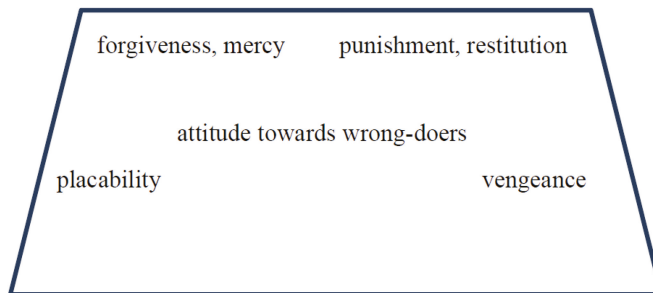 forgiveness, mercy punishment, restitution
attitude towards wrong-doers
placability vengeance